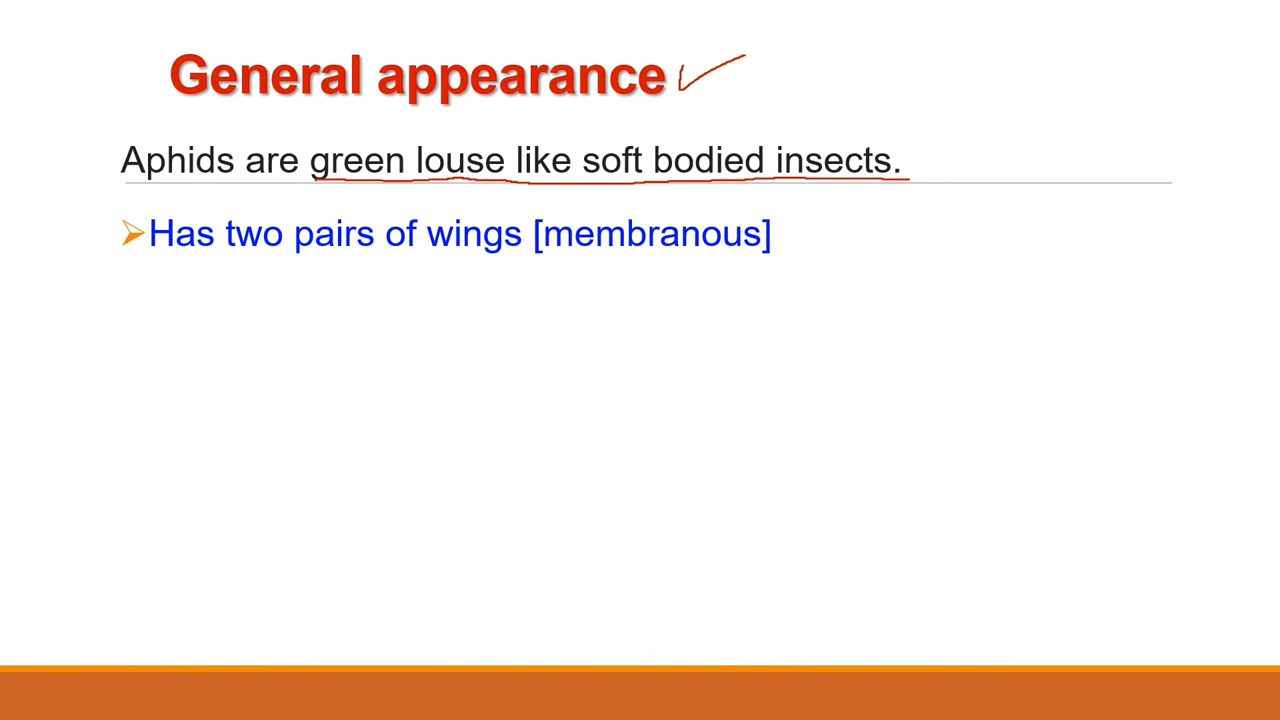 General appearance
Aphids are green louse like soft bodied insects.
Has two pairs of wings [membranous]